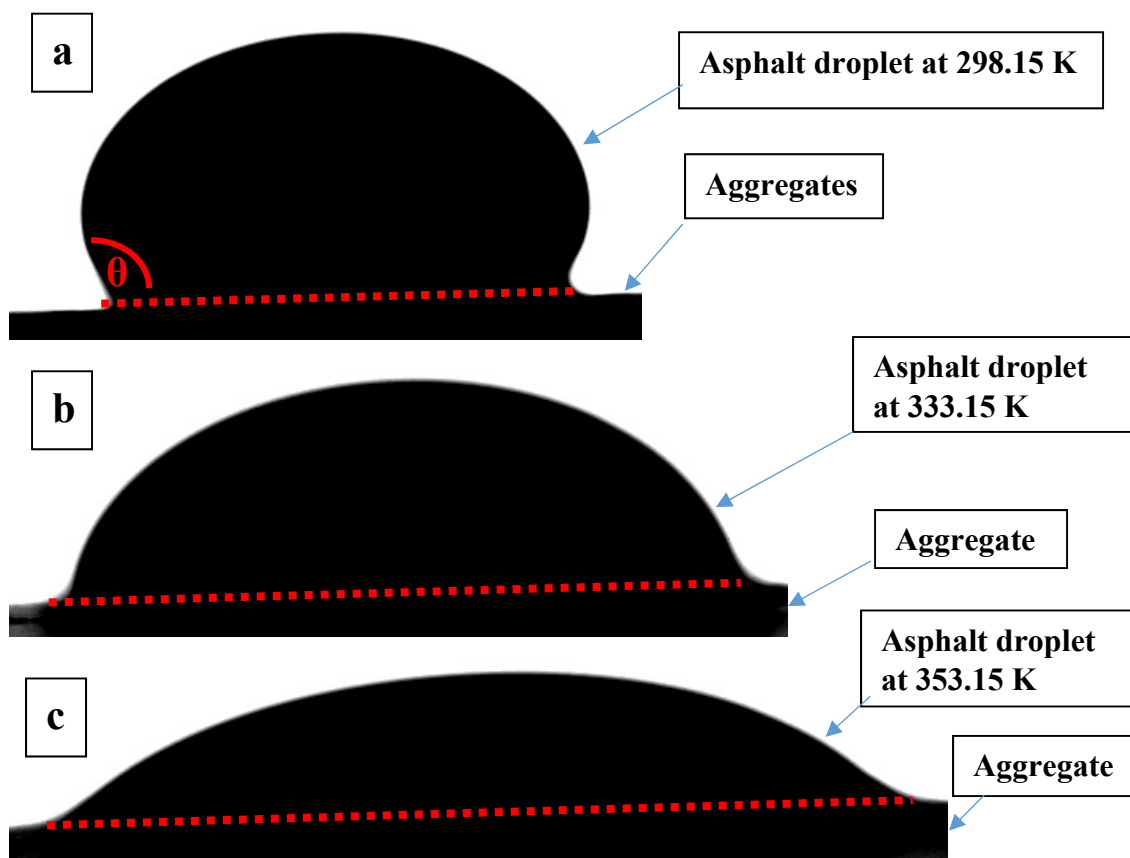 a
Asphalt droplet at 298.15 K
Aggregates
θ
b
Asphalt droplet
at 333.15 K
Aggregate
c
Asphalt droplet
at 353.15 K
Aggregate